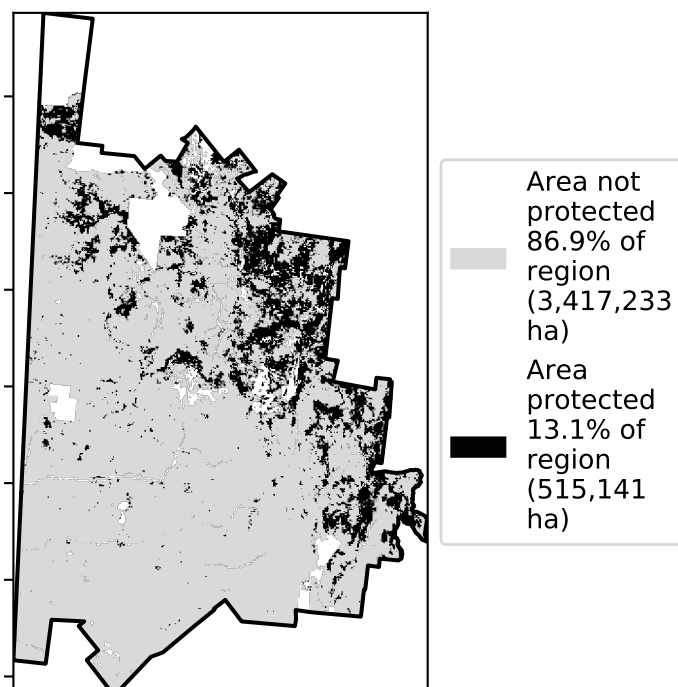 Area not
protected
86.9% of
region
(3,417,233
ha)
Area
protected
13.1% of
region
(515,141
ha)